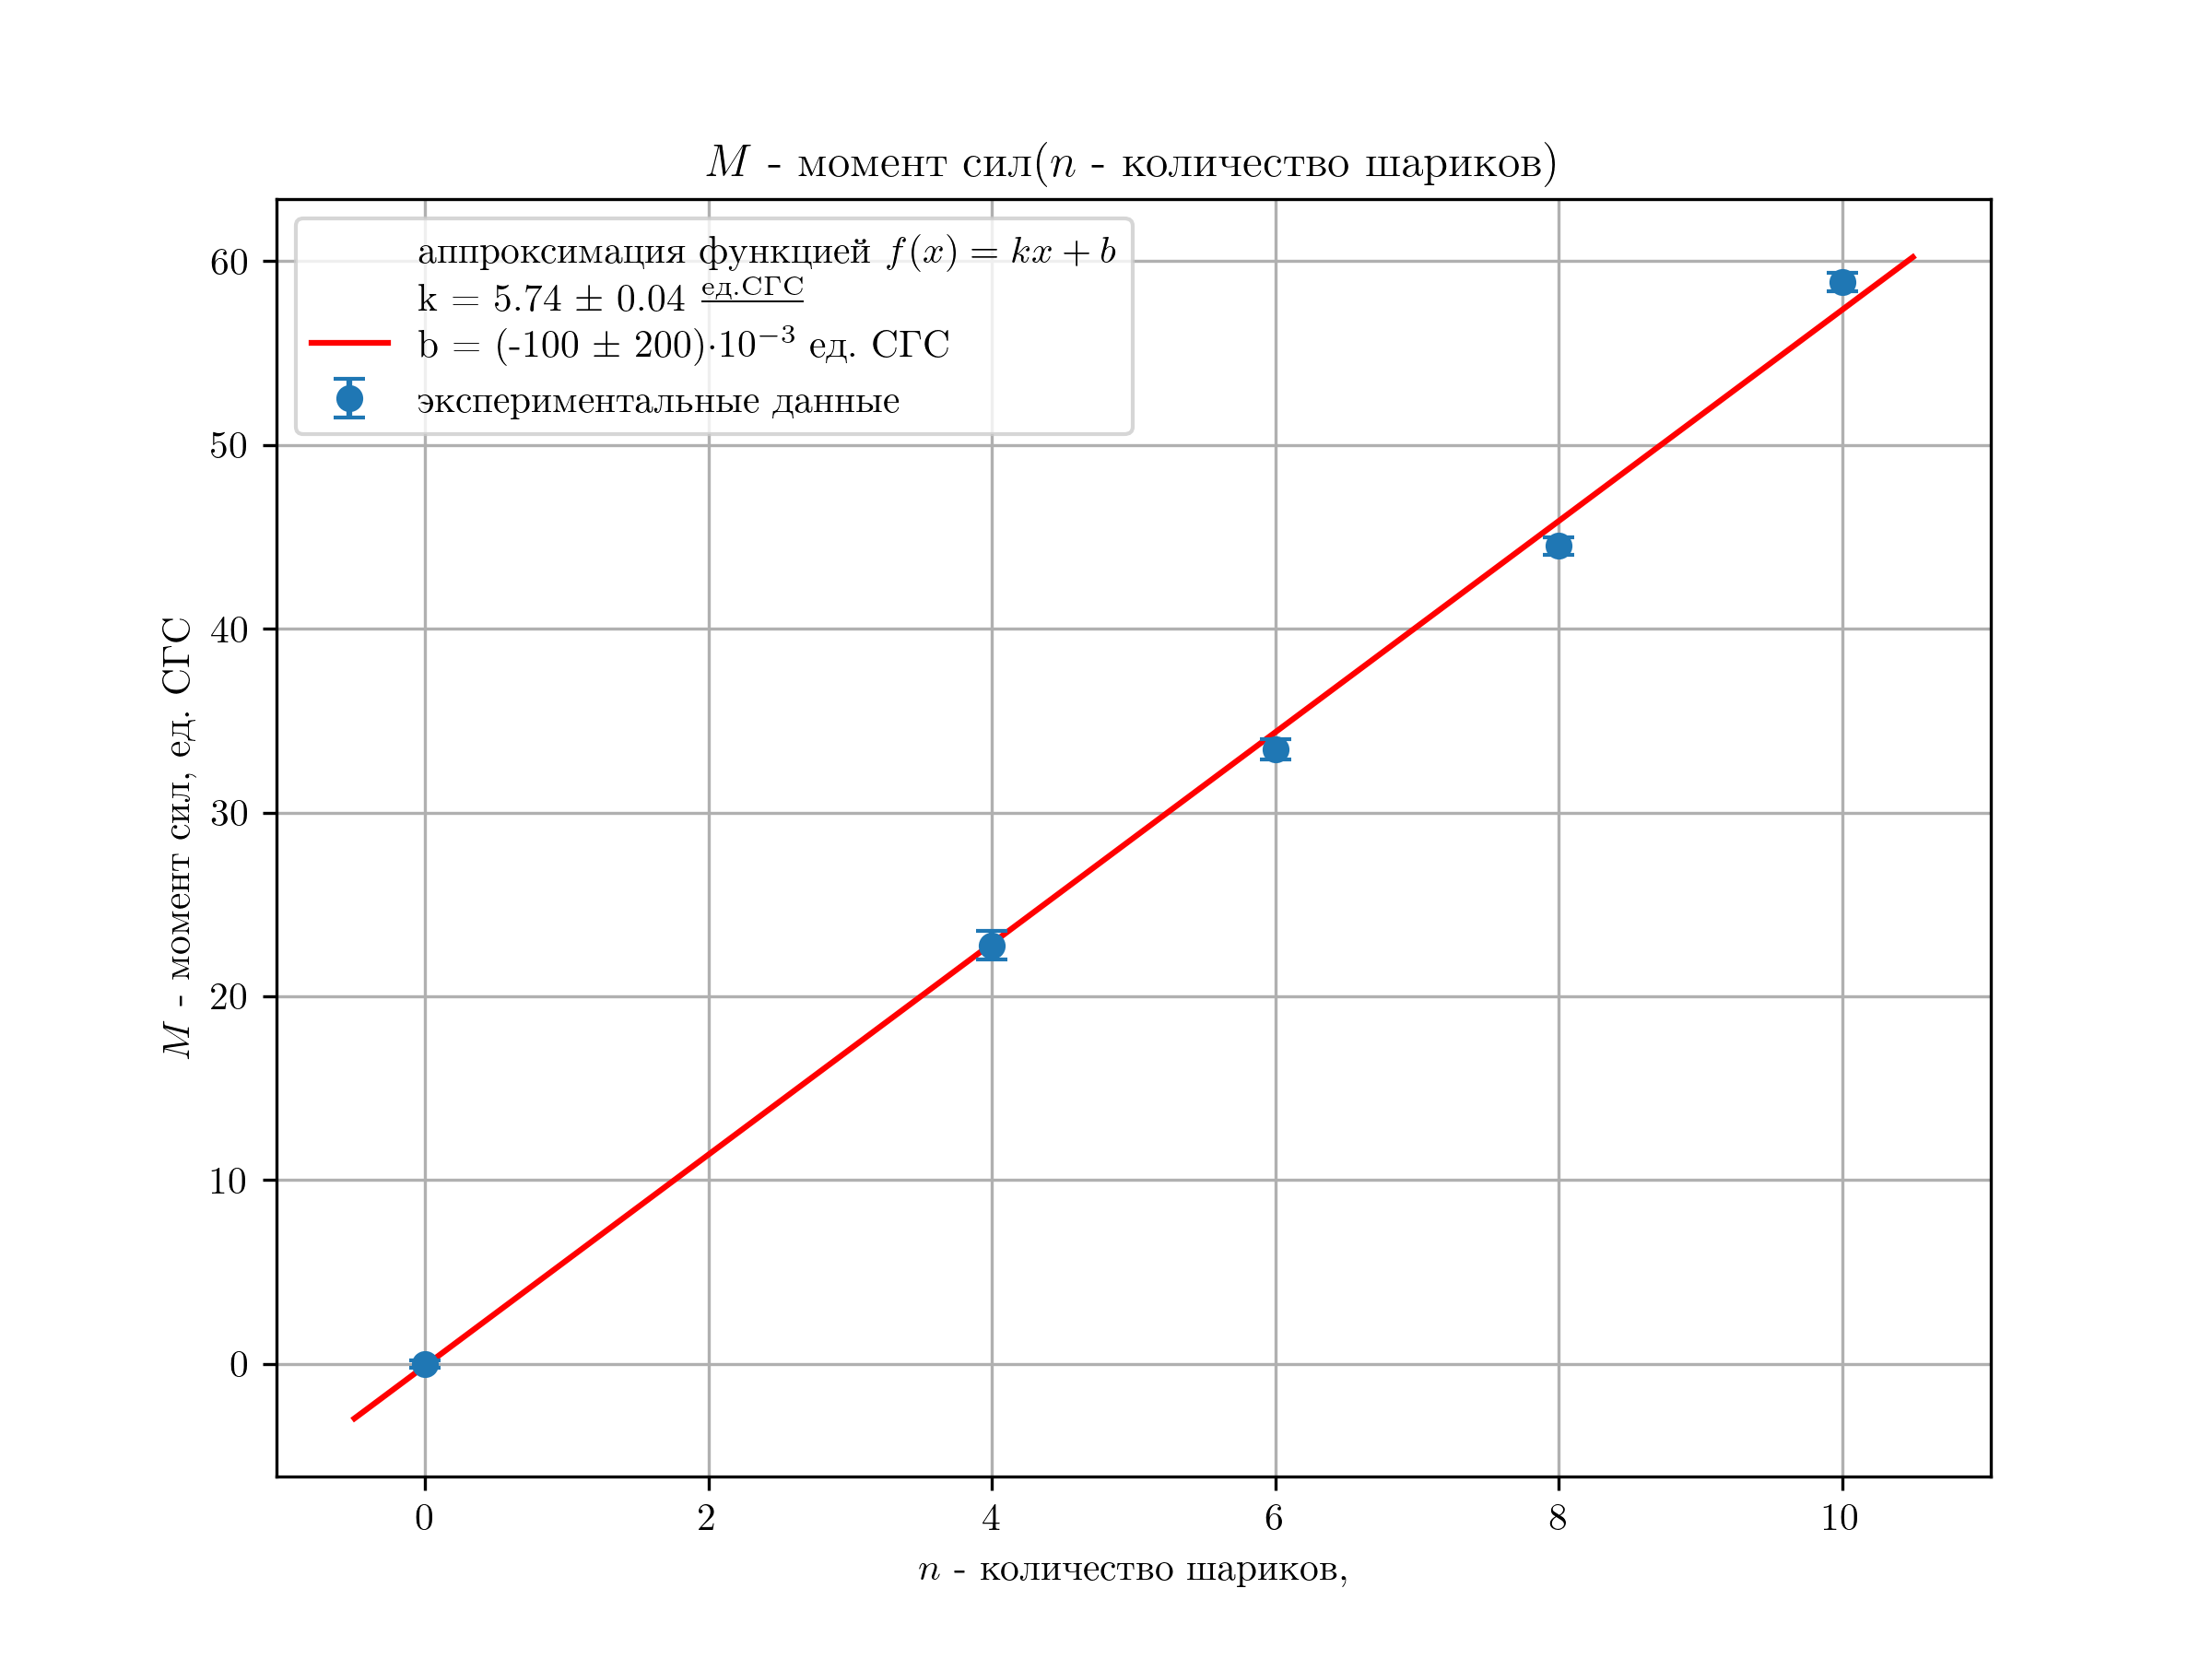 M - момент сил(n - количество шариков)
аппроксимация функцией f(x) = kx + b
k = 5.74 ± 0.04 ед.СГС
b = (-100 ± 200)·10⁻³ ед. СГС
экспериментальные данные
60
50
40
30
20
10
0
M - момент сил, ед. СГС
0 2 4 6 8 10
n - количество шариков,